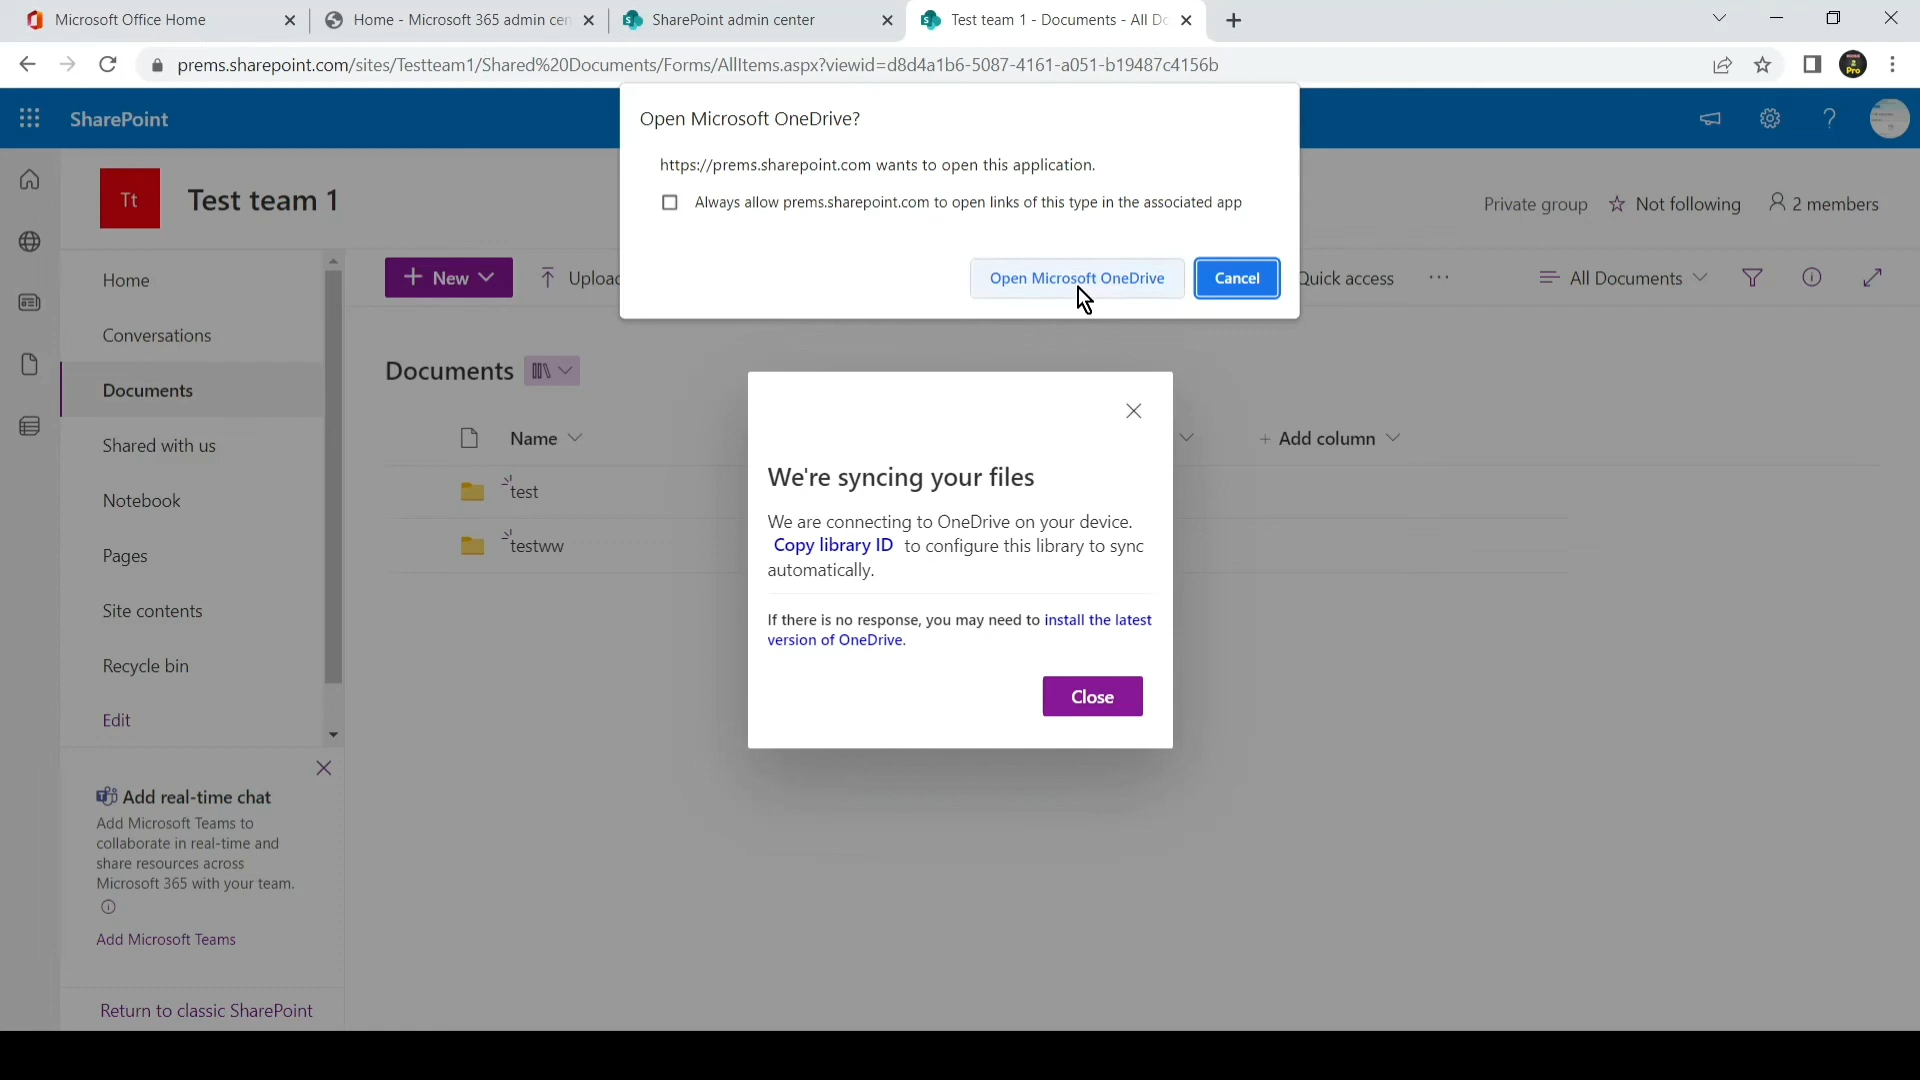 Microsoft Office Home
Home - Microsoft 365 admin cen
SharePoint admin center
Test team 1 - Documents - All Do
prems.sharepoint.com/sites/Testteam1/Shared%20Documents/Forms/AllItems.aspx?viewid=d8d4a1b6-5087-4161-a051-b19487c4156b
SharePoint
Open Microsoft OneDrive?
https://prems.sharepoint.com wants to open this application.
Always allow prems.sharepoint.com to open links of this type in the associated app
Open Microsoft OneDrive
Cancel
Tt
Test team 1
Private group
Not following
2 members
Home
Conversations
Documents
Shared with us
Notebook
Pages
Site contents
Recycle bin
Edit
New
Upload
Quick access
All Documents
Documents
Name
Add column
test
testww
We're syncing your files
We are connecting to OneDrive on your device.
Copy library ID to configure this library to sync
automatically.
If there is no response, you may need to install the latest
version of OneDrive.
Close
Add real-time chat
Add Microsoft Teams to
collaborate in real-time and
share resources across
Microsoft 365 with your team.
Add Microsoft Teams
Return to classic SharePoint